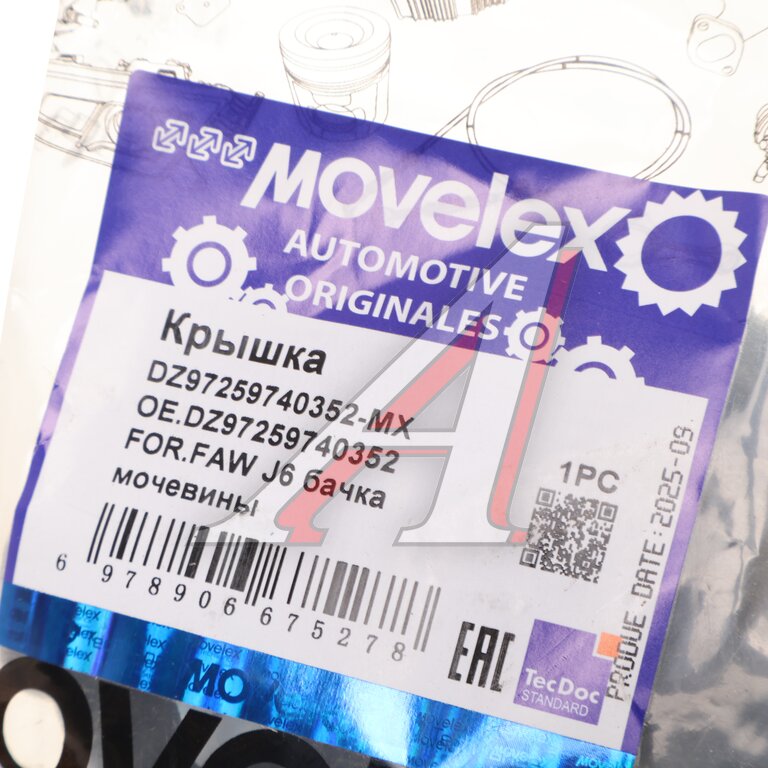 MOVElEX
AUTOMOTIVE
ORIGINALES
Крышка
DZ97259740352-MX
OE.DZ97259740352
FOR.FAW J6 бачка
мочевины
1PC
PRODUE-DATE:2025-09
6 978906 675278
EAC
TecDoc
STANDARD